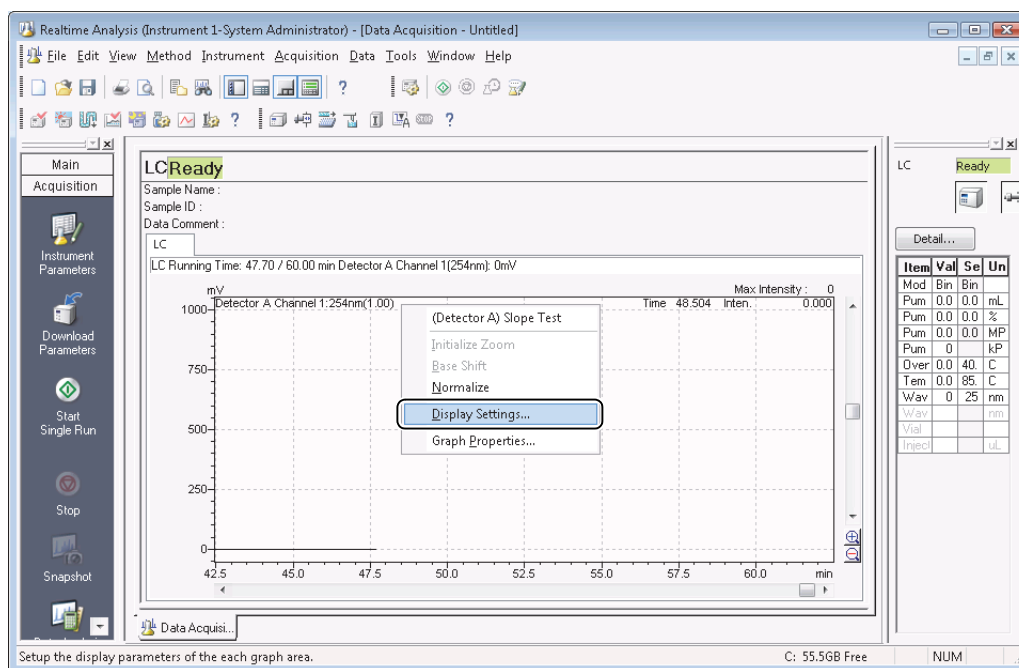 Realtime Analysis (Instrument 1-System Administrator) - [Data Acquisition - Untitled]
File Edit View Method Instrument Acquisition Data Tools Window Help
Main
Acquisition
Instrument
Parameters
Download
Parameters
Start
Single Run
Stop
Snapshot
LC Ready
Sample Name :
Sample ID :
Data Comment :
LC
LC Running Time: 47.70 / 60.00 min Detector A Channel 1(254nm): 0mV
mV
Max Intensity : 0
Detector A Channel 1:254nm(1.00)
Time 48.504 Inten. 0.000
1000
750
500
250
0
42.5 45.0 47.5 50.0 52.5 55.0 57.5 60.0 min
(Detector A) Slope Test
Initialize Zoom
Base Shift
Normalize
Display Settings...
Graph Properties...
Data Acquisi...
LC Ready
Detail...
Item Val Se Un
Mod Bin Bin
Pum 0.0 0.0 mL
Pum 0.0 0.0 %
Pum 0.0 0.0 MP
Pum 0 kP
Over 0.0 40. C
Tem 0.0 85. C
Wav 0 25 nm
Wav nm
Vial
Inject uL
Setup the display parameters of the each graph area.
C: 55.5GB Free
NUM